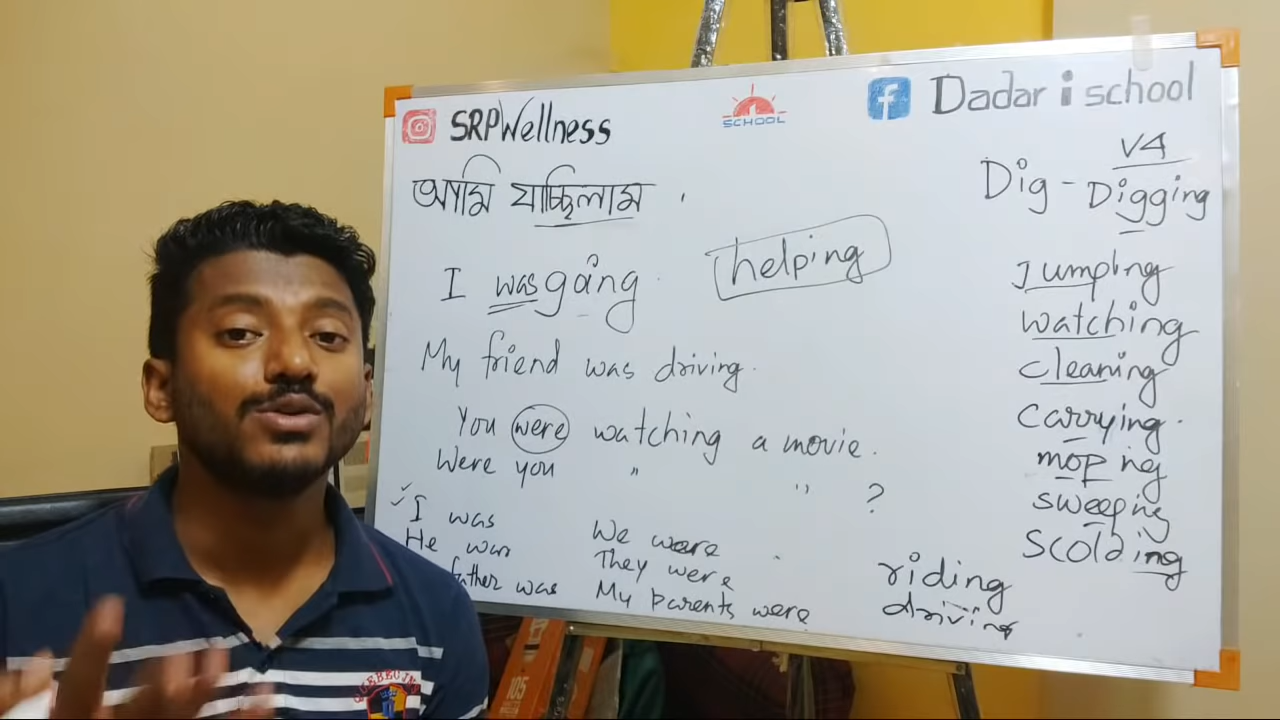 SRPWellness
SCHOOL
f Dadar i school
আমি যাচ্ছিলাম .
I was going .
helping
My friend was driving .
You were watching a movie .
Were you " " ?
✓ I was
He was
father was
We were
They were
My parents were
V4
Dig - Digging
Jumping
watching
cleaning
carrying .
moping
sweeping
Scolding
riding
driving
105